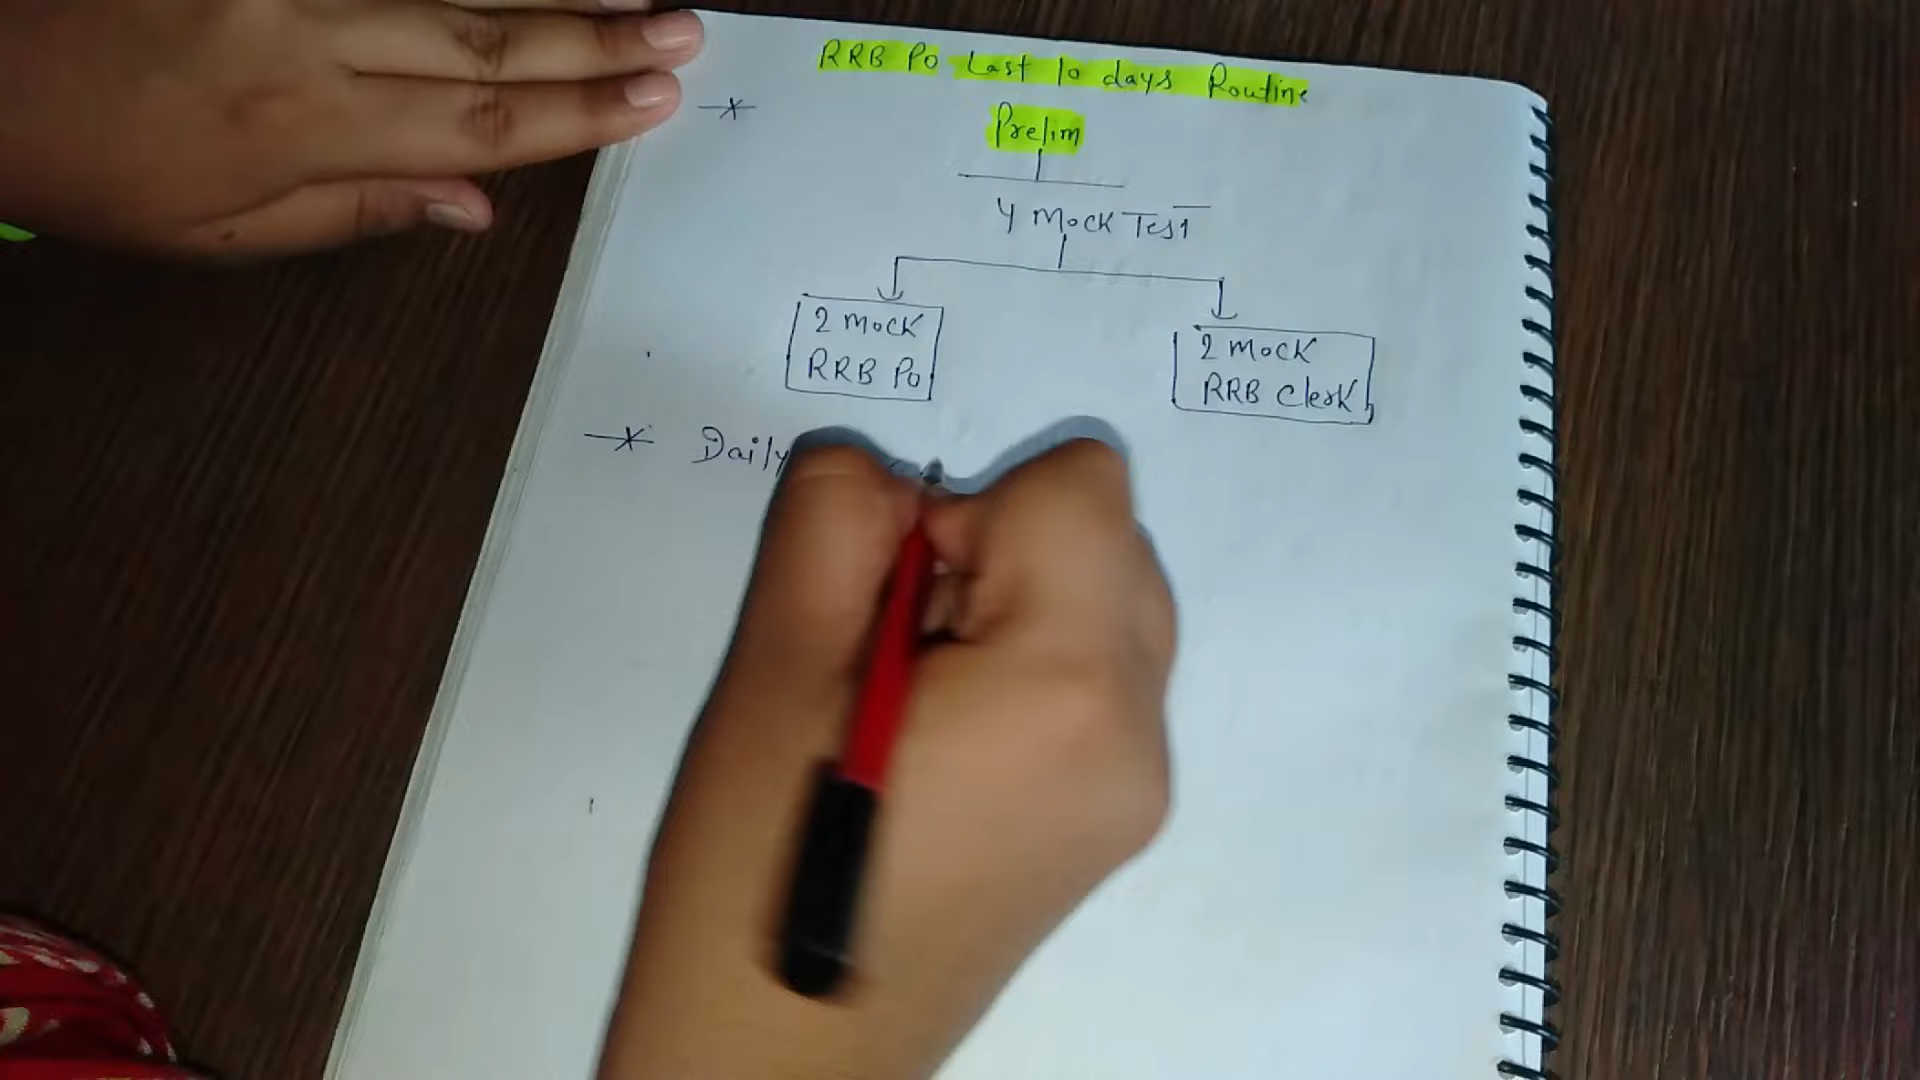 RRB PO Last 10 days Routine
Prelim
4 Mock Test
2 mock
RRB PO
2 mock
RRB Clerk
Daily